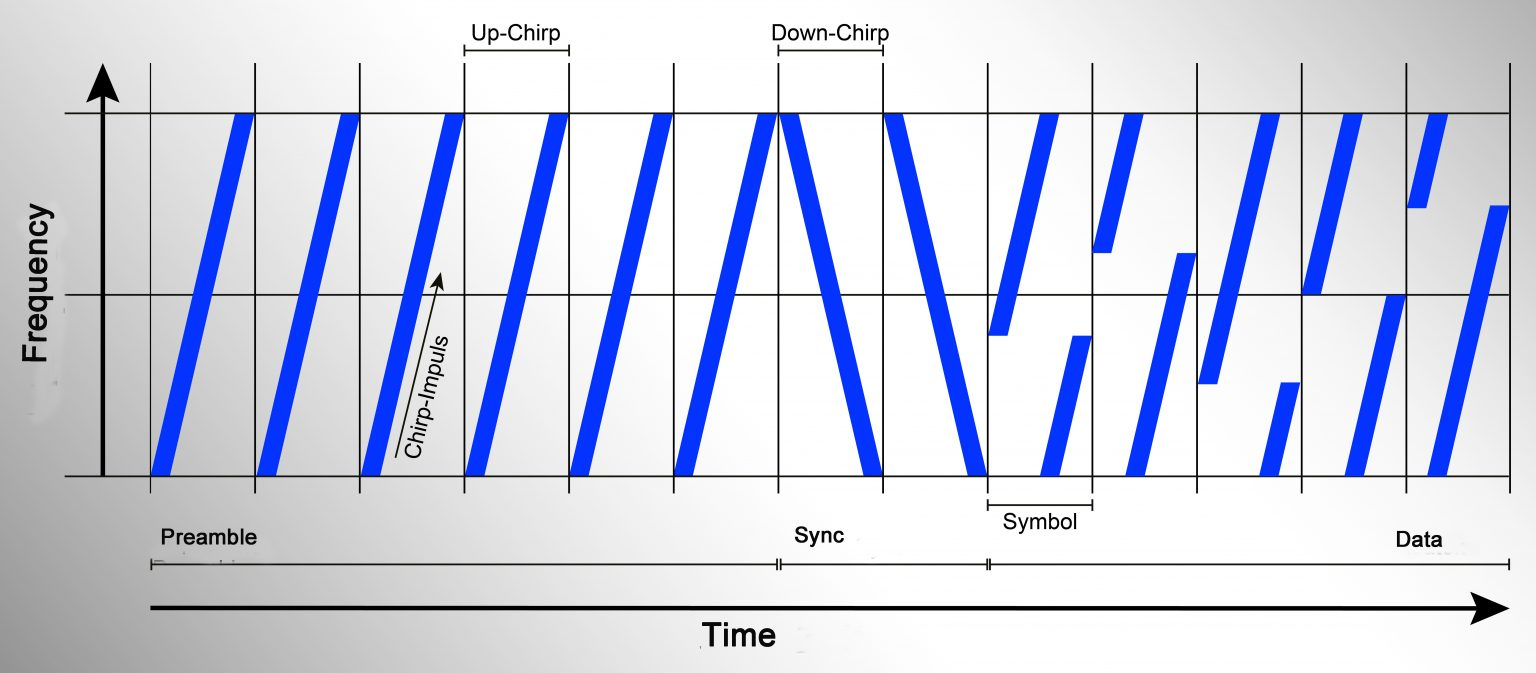 Up-Chirp
Down-Chirp
Frequency
Chirp-Impuls
Symbol
Preamble
Sync
Data
Time